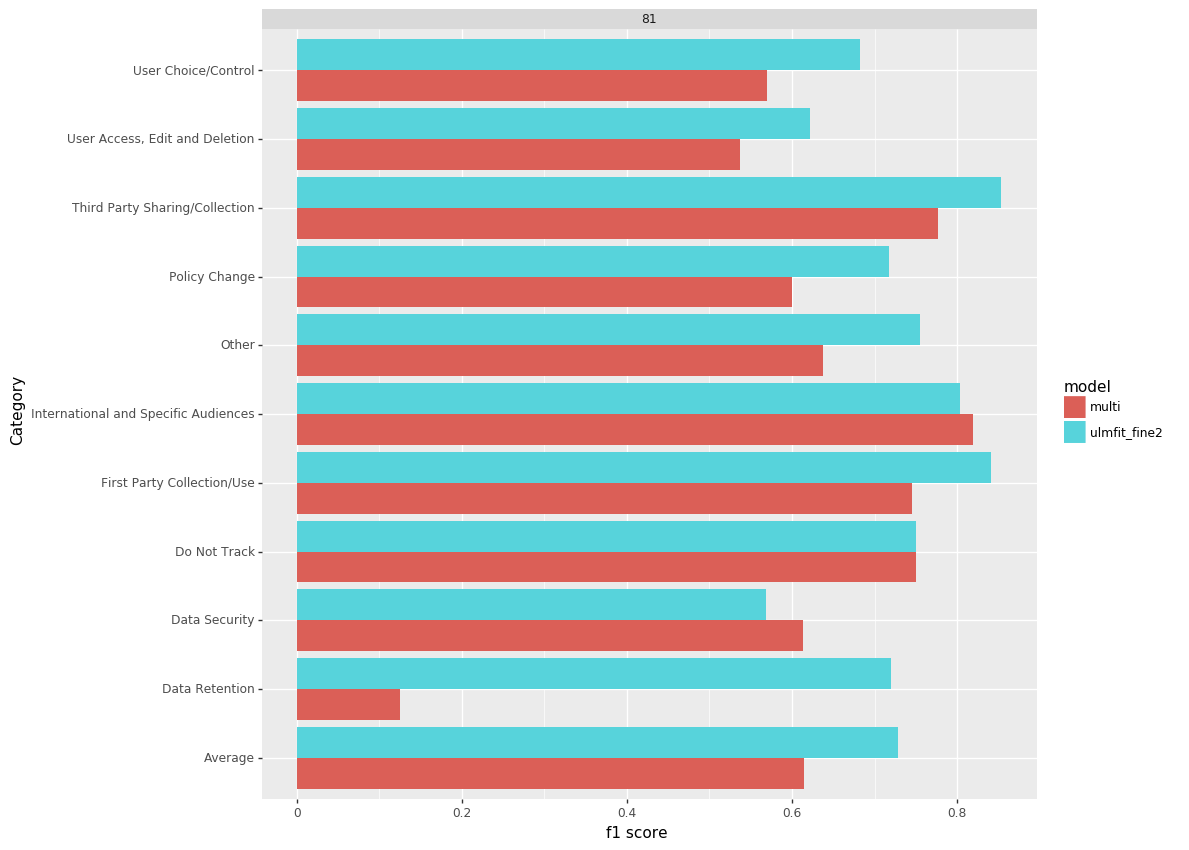 81
User Choice/Control
User Access, Edit and Deletion
Third Party Sharing/Collection
Policy Change
Other
International and Specific Audiences
First Party Collection/Use
Do Not Track
Data Security
Data Retention
Average
Category
0 0.2 0.4 0.6 0.8
f1 score
model
multi
ulmfit_fine2